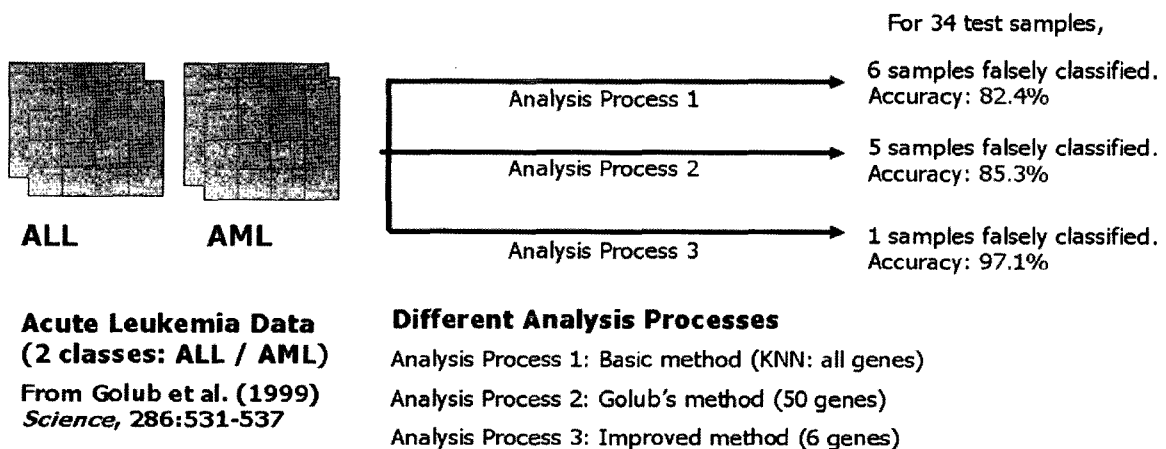 For 34 test samples,
6 samples falsely classified.
Accuracy: 82.4%
Analysis Process 1
5 samples falsely classified.
Accuracy: 85.3%
Analysis Process 2
1 samples falsely classified.
Accuracy: 97.1%
Analysis Process 3
ALL
AML
Acute Leukemia Data
(2 classes: ALL / AML)
From Golub et al. (1999)
Science, 286:531-537
Different Analysis Processes
Analysis Process 1: Basic method (KNN: all genes)
Analysis Process 2: Golub's method (50 genes)
Analysis Process 3: Improved method (6 genes)